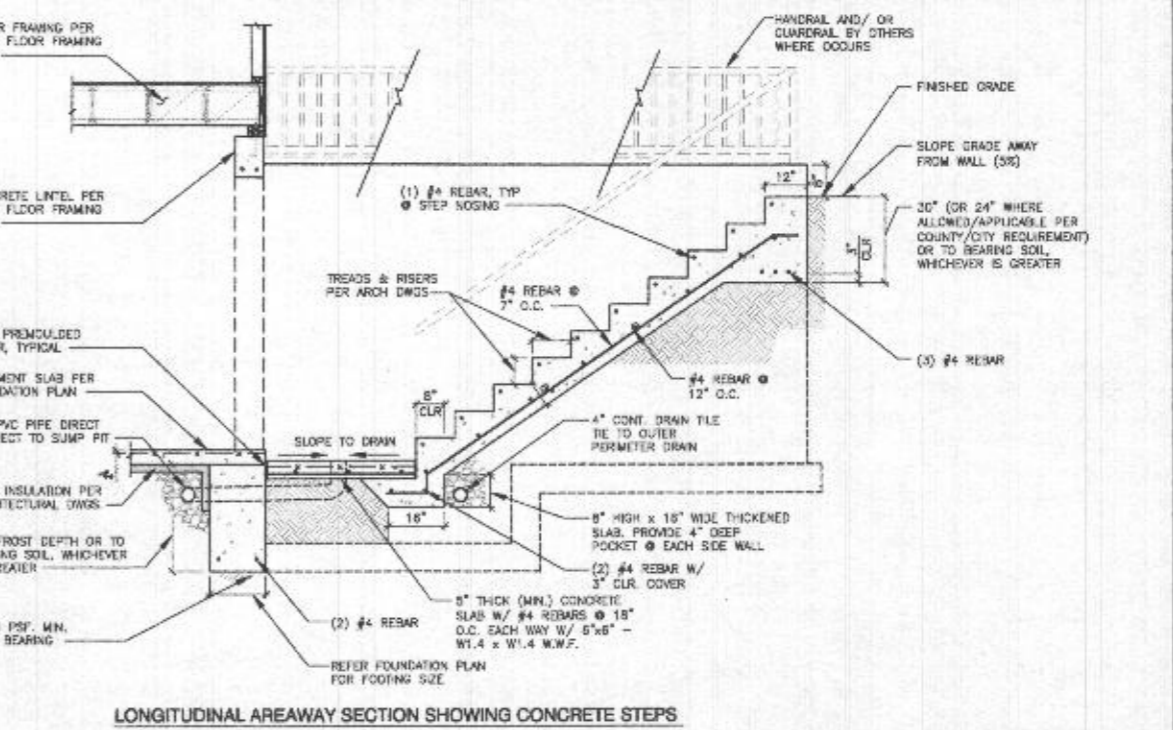 R FRAMING PER
FLOOR FRAMING
HANDRAIL AND/ OR
GUARDRAIL BY OTHERS
WHERE OCCURS
FINISHED GRADE
SLOPE GRADE AWAY
FROM WALL (5%)
CRETE LINTEL PER
FLOOR FRAMING
(1) #4 REBAR, TYP
@ STEP NOSING
12"
30" (OR 24" WHERE
ALLOWED/APPLICABLE PER
COUNTY/CITY REQUIREMENT)
OR TO BEARING SOIL,
WHICHEVER IS GREATER
3"
CLR
TREADS & RISERS
PER ARCH DWGS
#4 REBAR @
7" O.C.
PREMOULDED
R, TYPICAL
(3) #4 REBAR
MENT SLAB PER
DATION PLAN
8"
CLR
#4 REBAR @
12" O.C.
PVC PIPE DIRECT
ECT TO SUMP PIT
SLOPE TO DRAIN
4" CONT. DRAIN TILE
TIE TO OUTER
PERIMETER DRAIN
4"
INSULATION PER
ITECTURAL DWGS
16"
8" HIGH x 16" WIDE THICKENED
SLAB. PROVIDE 4" DEEP
POCKET @ EACH SIDE WALL
FROST DEPTH OR TO
NG SOIL, WHICHEVER
EATER
(2) #4 REBAR W/
3" CLR. COVER
5" THICK (MIN.) CONCRETE
SLAB W/ #4 REBARS @ 18"
O.C. EACH WAY W/ 6"x6" -
W1.4 x W1.4 W.W.F.
PSF. MIN.
BEARING
(2) #4 REBAR
REFER FOUNDATION PLAN
FOR FOOTING SIZE
LONGITUDINAL AREAWAY SECTION SHOWING CONCRETE STEPS